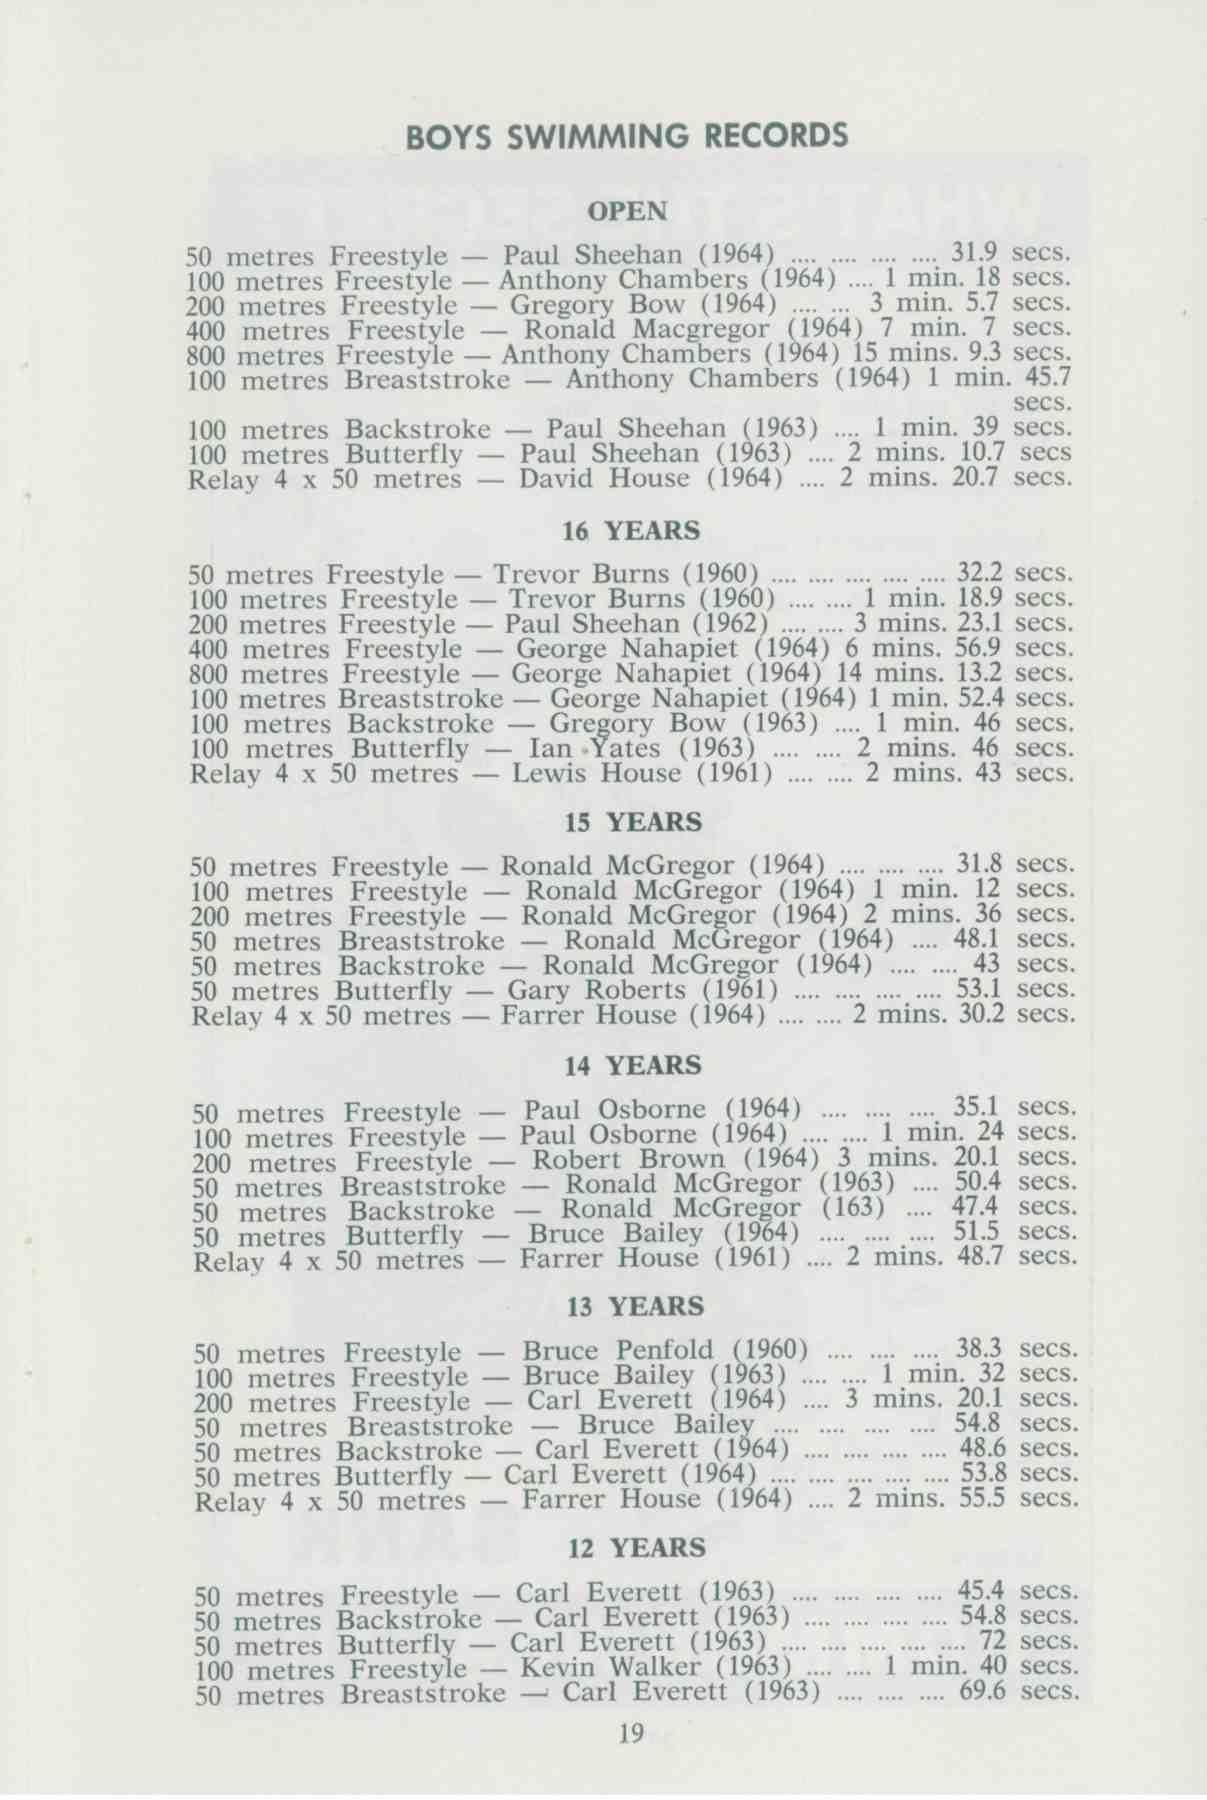 BOYS SWIMMING RECORDS
OPEN
50 metres Freestyle — Paul Sheehan (1964) .... .... .... .... 31.9 secs.
100 metres Freestyle — Anthony Chambers (1964) .... 1 min. 18 secs.
200 metres Freestyle — Gregory Bow (1964) .... ... 3 min. 5.7 secs.
400 metres Freestyle — Ronald Macgregor (1964) 7 min. 7 secs.
800 metres Freestyle — Anthony Chambers (1964) 15 mins. 9.3 secs.
100 metres Breaststroke — Anthony Chambers (1964) 1 min. 45.7
secs.
100 metres Backstroke — Paul Sheehan (1963) .... 1 min. 39 secs.
100 metres Butterfly — Paul Sheehan (1963) .... 2 mins. 10.7 secs
Relay 4 x 50 metres — David House (1964) .... 2 mins. 20.7 secs.
16 YEARS
50 metres Freestyle — Trevor Burns (1960) .... .... .... .... .... 32.2 secs.
100 metres Freestyle — Trevor Burns (1960) .... .... 1 min. 18.9 secs.
200 metres Freestyle — Paul Sheehan (1962) .... .... 3 mins. 23.1 secs.
400 metres Freestyle — George Nahapiet (1964) 6 mins. 56.9 secs.
800 metres Freestyle — George Nahapiet (1964) 14 mins. 13.2 secs.
100 metres Breaststroke — George Nahapiet (1964) 1 min. 52.4 secs.
100 metres Backstroke — Gregory Bow (1963) .... 1 min. 46 secs.
100 metres Butterfly — Ian Yates (1963) .... .... 2 mins. 46 secs.
Relay 4 x 50 metres — Lewis House (1961) .... .... 2 mins. 43 secs.
15 YEARS
50 metres Freestyle — Ronald McGregor (1964) .... .... .... 31.8 secs.
100 metres Freestyle — Ronald McGregor (1964) 1 min. 12 secs.
200 metres Freestyle — Ronald McGregor (1964) 2 mins. 36 secs.
50 metres Breaststroke — Ronald McGregor (1964) .... 48.1 secs.
50 metres Backstroke — Ronald McGregor (1964) .... .... 43 secs.
50 metres Butterfly — Gary Roberts (1961) .... .... .... .... 53.1 secs.
Relay 4 x 50 metres — Farrer House (1964) .... .... 2 mins. 30.2 secs.
14 YEARS
50 metres Freestyle — Paul Osborne (1964) .... .... .... 35.1 secs.
100 metres Freestyle — Paul Osborne (1964) .... .... 1 min. 24 secs.
200 metres Freestyle — Robert Brown (1964) 3 mins. 20.1 secs.
50 metres Breaststroke — Ronald McGregor (1963) .... 50.4 secs.
50 metres Backstroke — Ronald McGregor (163) .... 47.4 secs.
50 metres Butterfly — Bruce Bailey (1964) .... .... .... 51.5 secs.
Relay 4 x 50 metres — Farrer House (1961) .... 2 mins. 48.7 secs.
13 YEARS
50 metres Freestyle — Bruce Penfold (1960) .... .... .... 38.3 secs.
100 metres Freestyle — Bruce Bailey (1963) .... .... 1 min. 32 secs.
200 metres Freestyle — Carl Everett (1964) .... 3 mins. 20.1 secs.
50 metres Breaststroke — Bruce Bailey .... .... .... .... 54.8 secs.
50 metres Backstroke — Carl Everett (1964) .... .... .... .... 48.6 secs.
50 metres Butterfly — Carl Everett (1964) .... .... .... .... .... 53.8 secs.
Relay 4 x 50 metres — Farrer House (1964) .... 2 mins. 55.5 secs.
12 YEARS
50 metres Freestyle — Carl Everett (1963) .... .... .... .... 45.4 secs.
50 metres Backstroke — Carl Everett (1963) .... .... .... .... 54.8 secs.
50 metres Butterfly — Carl Everett (1963) .... .... .... .... .... 72 secs.
100 metres Freestyle — Kevin Walker (1963) .... .... 1 min. 40 secs.
50 metres Breaststroke — Carl Everett (1963) .... .... .... 69.6 secs.
19